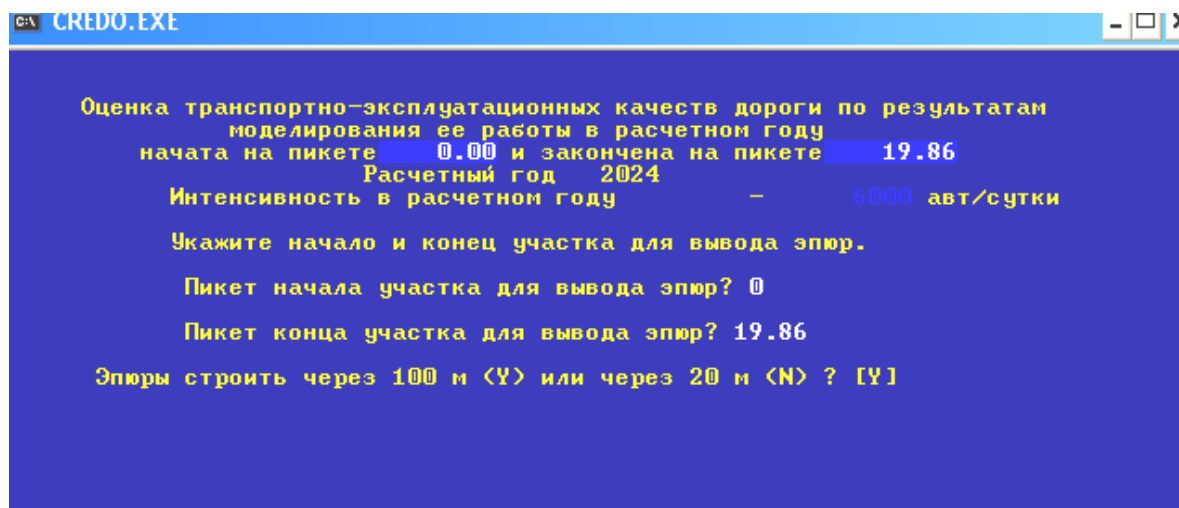 CREDO.EXE
Оценка транспортно-эксплуатационных качеств дороги по результатам
моделирования ее работы в расчетном году
начата на пикете 0.00 и закончена на пикете 19.86
Расчетный год 2024
Интенсивность в расчетном году - 6000 авт/сутки
Укажите начало и конец участка для вывода эпюр.
Пикет начала участка для вывода эпюр? 0
Пикет конца участка для вывода эпюр? 19.86
Эпюры строить через 100 м (Y) или через 20 м (N) ? [Y]